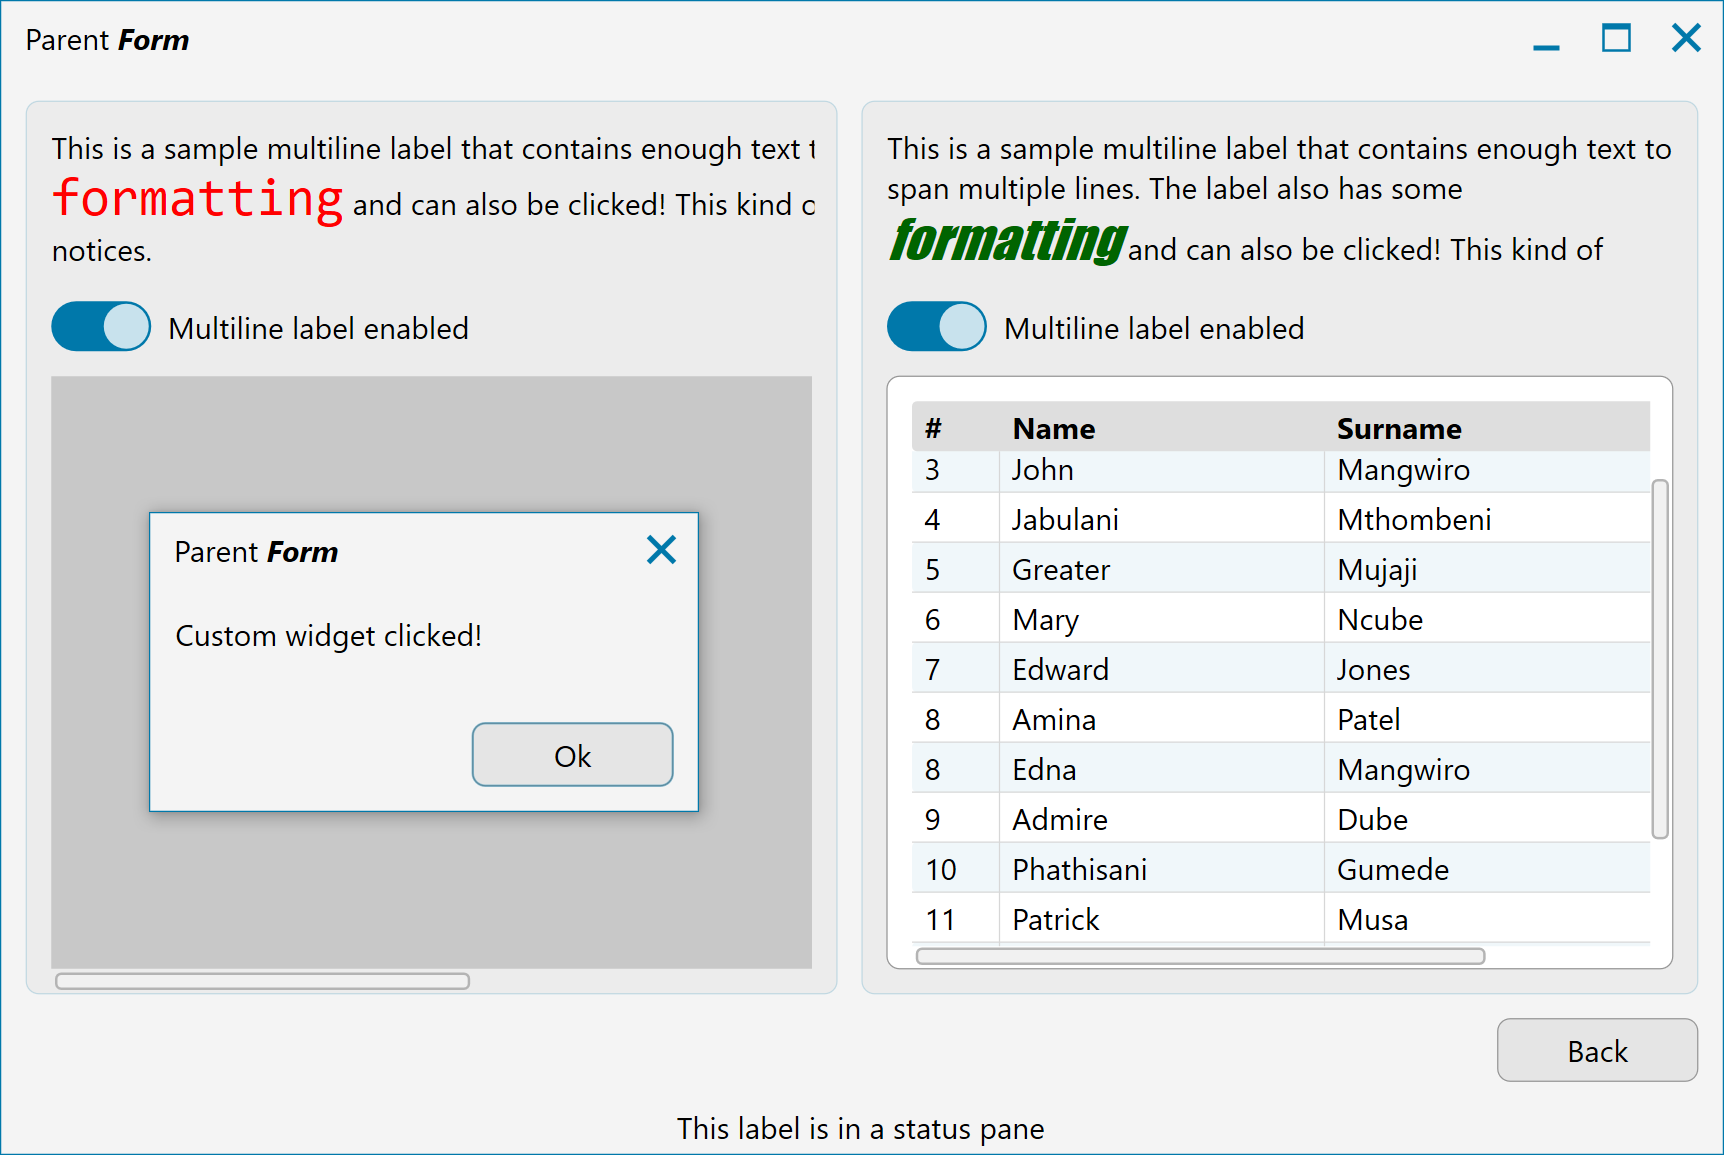 Parent Form
This is a sample multiline label that contains enough text
formatting and can also be clicked! This kind
notices.
Multiline label enabled
Parent Form
Custom widget clicked!
Ok
This is a sample multiline label that contains enough text to
span multiple lines. The label also has some
formatting and can also be clicked! This kind of
Multiline label enabled
# Name Surname
3 John Mangwiro
4 Jabulani Mthombeni
5 Greater Mujaji
6 Mary Ncube
7 Edward Jones
8 Amina Patel
8 Edna Mangwiro
9 Admire Dube
10 Phathisani Gumede
11 Patrick Musa
Back
This label is in a status pane